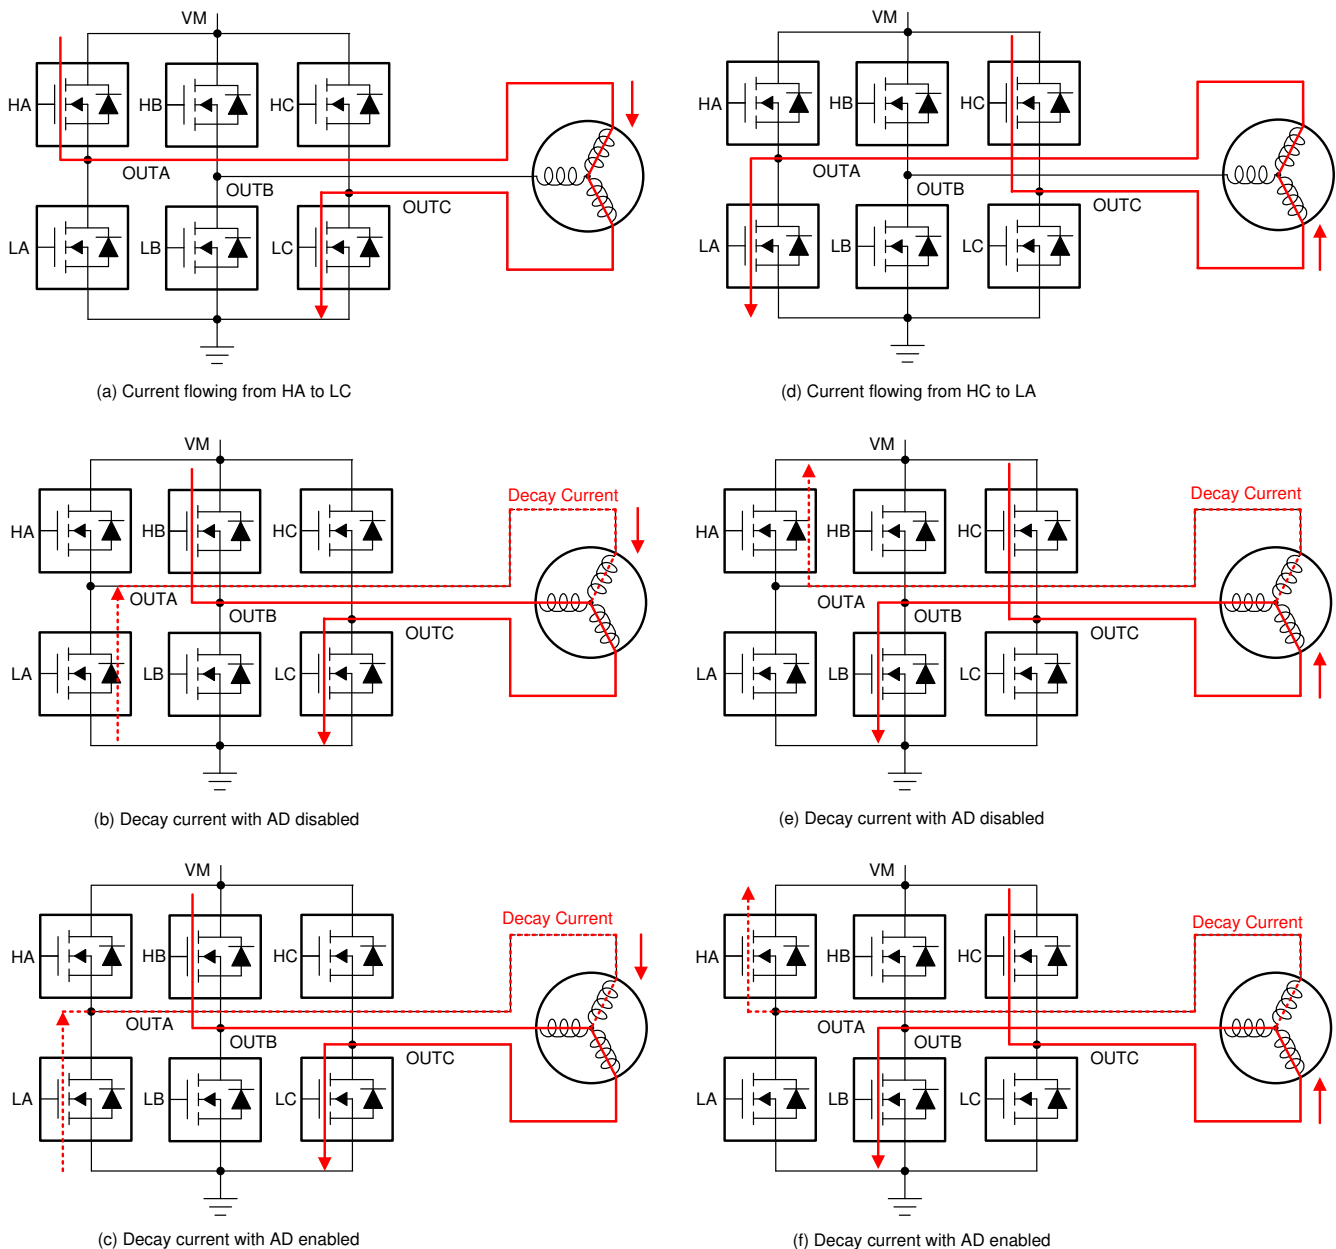 VM
HA
HB
HC
OUTA
OUTB
OUTC
LA
LB
LC
(a) Current flowing from HA to LC
VM
HA
HB
HC
OUTA
OUTB
OUTC
LA
LB
LC
(d) Current flowing from HC to LA
VM
Decay Current
HA
HB
HC
OUTA
OUTB
OUTC
LA
LB
LC
(b) Decay current with AD disabled
VM
Decay Current
HA
HB
HC
OUTA
OUTB
OUTC
LA
LB
LC
(e) Decay current with AD disabled
VM
Decay Current
HA
HB
HC
OUTA
OUTB
OUTC
LA
LB
LC
(c) Decay current with AD enabled
VM
Decay Current
HA
HB
HC
OUTA
OUTB
OUTC
LA
LB
LC
(f) Decay current with AD enabled